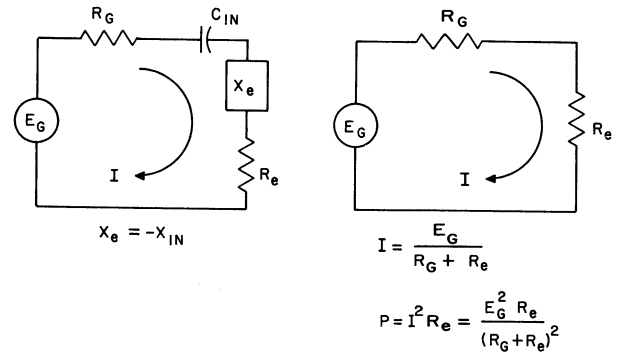 R_G
C_IN
E_G
X_e
R_e
I
X_e = -X_IN
R_G
E_G
R_e
I
I = E_G / (R_G + R_e)
P = I^2 R_e = E_G^2 R_e / (R_G + R_e)^2